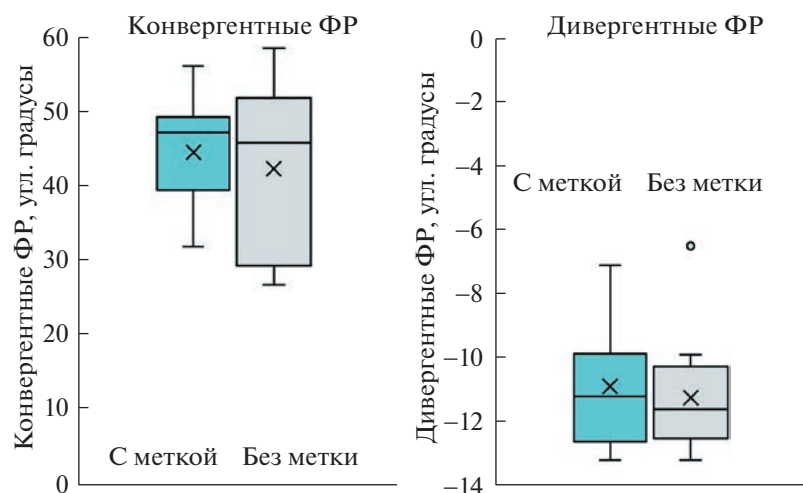 Конвергентные ФР
Конвергентные ФР, угл. градусы
60
50
40
30
20
10
0
С меткой
Без метки
Дивергентные ФР
Дивергентные ФР, угл. градусы
0
−2
−4
−6
−8
−10
−12
−14
С меткой
Без метки